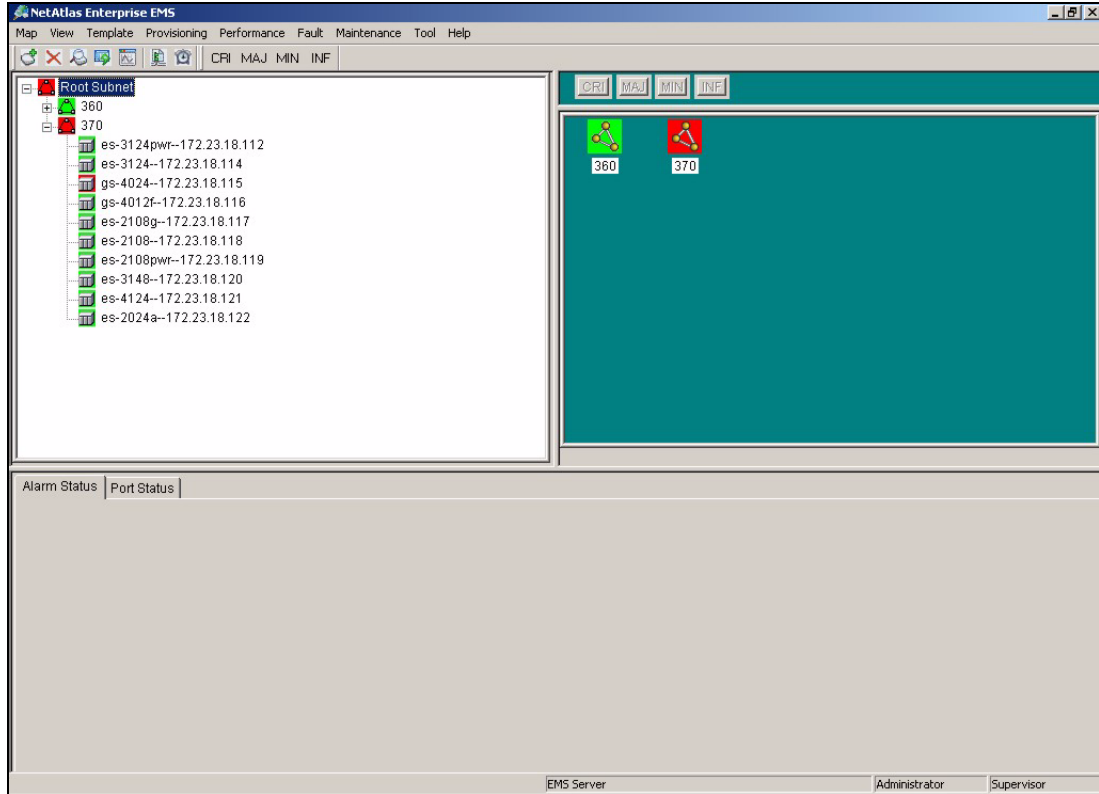 NetAtlas Enterprise EMS
Map View Template Provisioning Performance Fault Maintenance Tool Help
CRI MAJ MIN INF
Root Subnet
360
370
es-3124pwr--172.23.18.112
es-3124--172.23.18.114
gs-4024--172.23.18.115
gs-4012f--172.23.18.116
es-2108g--172.23.18.117
es-2108--172.23.18.118
es-2108pwr--172.23.18.119
es-3148--172.23.18.120
es-4124--172.23.18.121
es-2024a--172.23.18.122
CRI MAJ MIN INF
360 370
Alarm Status Port Status
EMS Server Administrator Supervisor